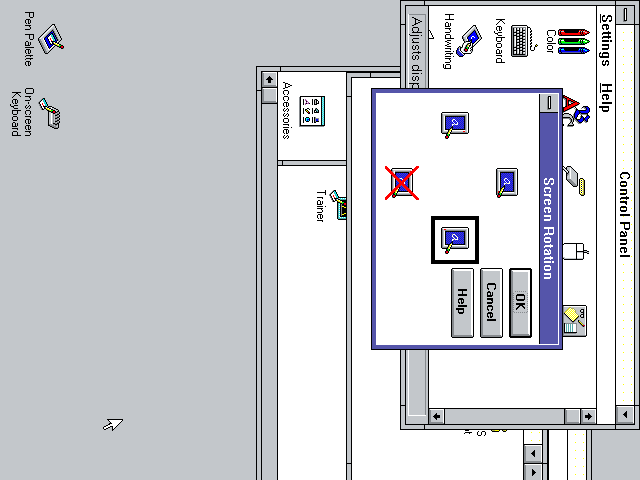 Control Panel
Settings Help
Color
Keyboard
Handwriting
Adjusts disp
Screen Rotation
OK
Cancel
Help
Accessories
Trainer
Pen Palette
On-screen
Keyboard